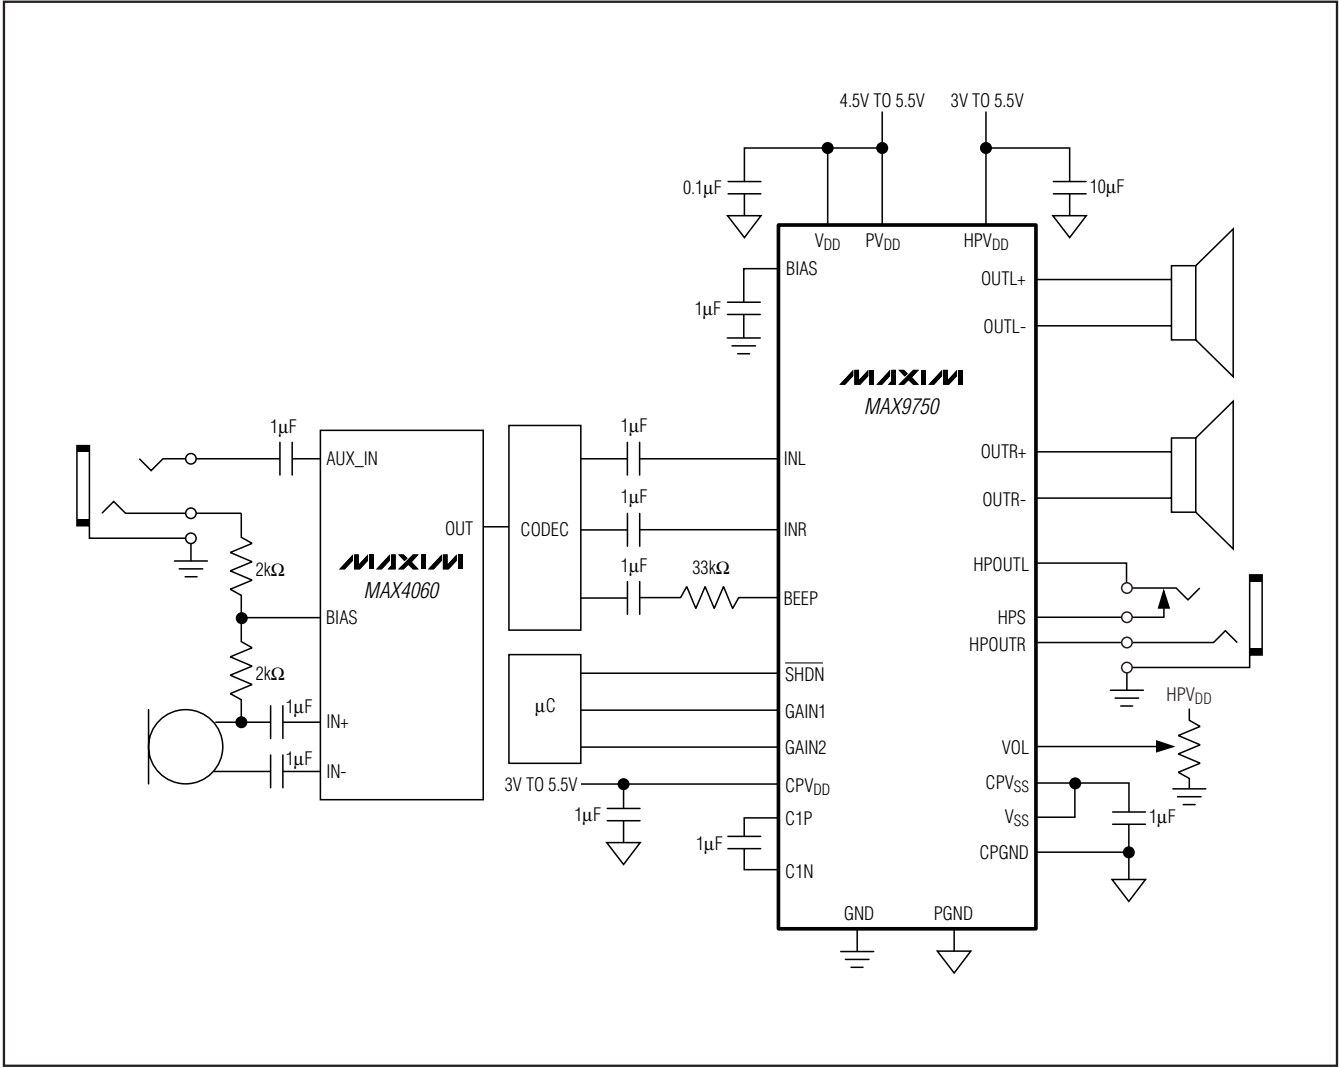 4.5V TO 5.5V 3V TO 5.5V
0.1µF 10µF
VDD PVDD HPVDD
BIAS OUTL+
1µF
OUTL-
MAXIM
MAX9750
1µF 1µF
AUX_IN INL OUTR+
1µF OUTR-
OUT CODEC INR
MAXIM 1µF 33kΩ HPOUTL
2kΩ
MAX4060 BEEP
BIAS HPS
HPOUTR
2kΩ SHDN
HPVDD
1µF µC GAIN1
IN+
1µF GAIN2 VOL
IN-
3V TO 5.5V CPVDD CPVSS
1µF C1P VSS 1µF
1µF
C1N CPGND
GND PGND